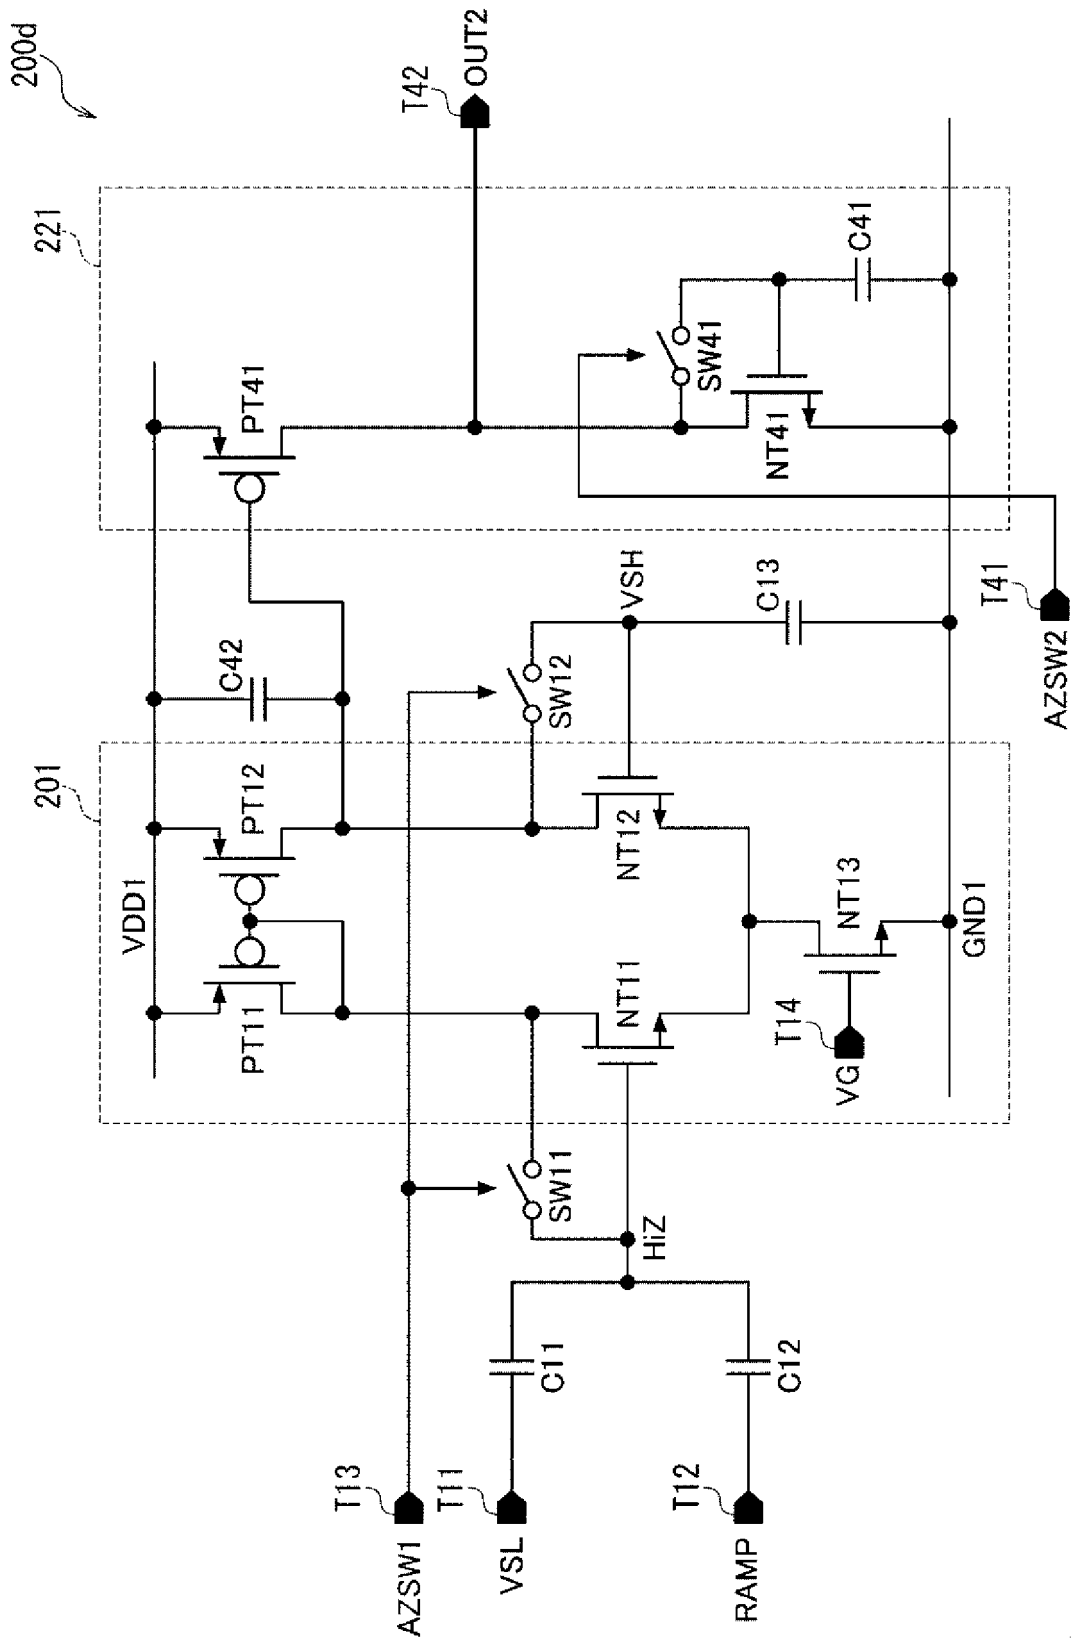 200d
221
T42
OUT2
PT41
C41
SW41
NT41
C42
VSH
C13
T41
AZSW2
SW12
201
PT12
VDD1
NT12
NT13
GND1
PT11
NT11
T14
VG
SW11
HiZ
C11
C12
T13
AZSW1
T11
VSL
T12
RAMP